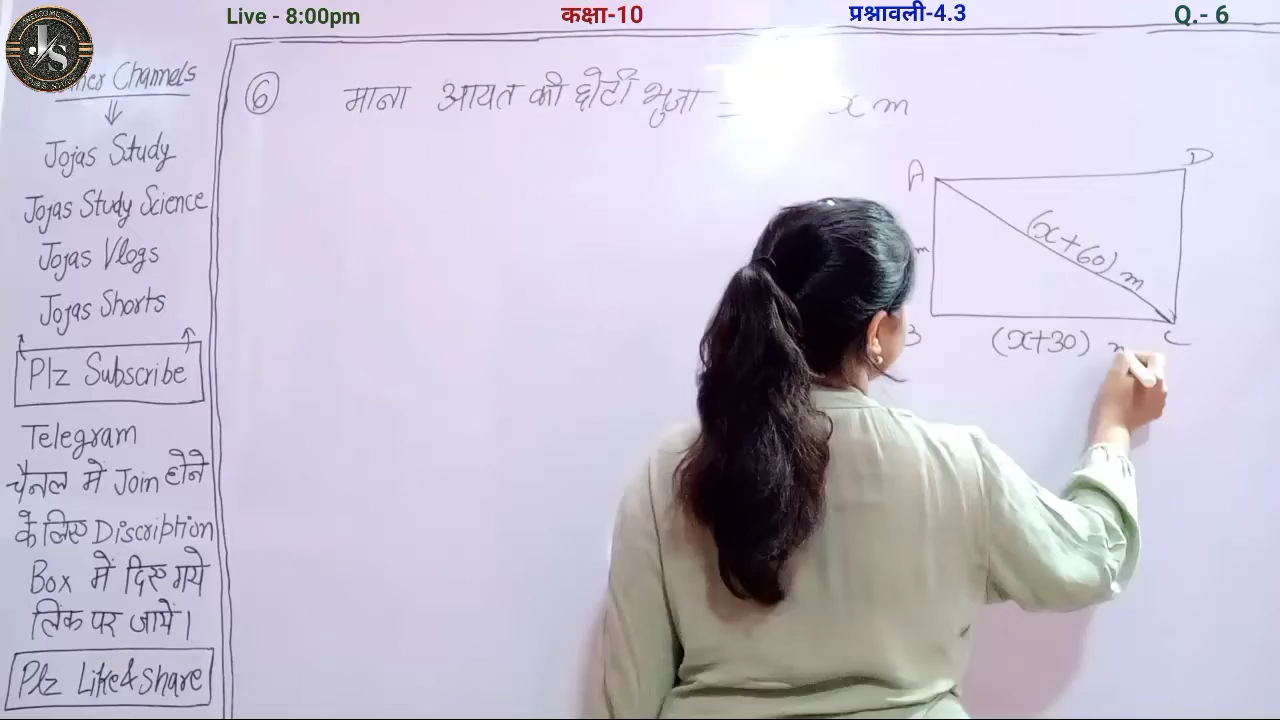 Live - 8:00pm
कक्षा-10
प्रश्नावली-4.3
Q.- 6
JS
Channels
Jojas Study
Jojas Study Science
Jojas Vlogs
Jojas Shorts
Plz Subscribe
Telegram
चैनल में Join होने
के लिए Discription
Box में दिए गये
लिंक पर जायें।
Plz Like & Share
6 माना आयत की छोटी भुजा = x m
A
D
(x+60) m
m
B
(x+30)
C